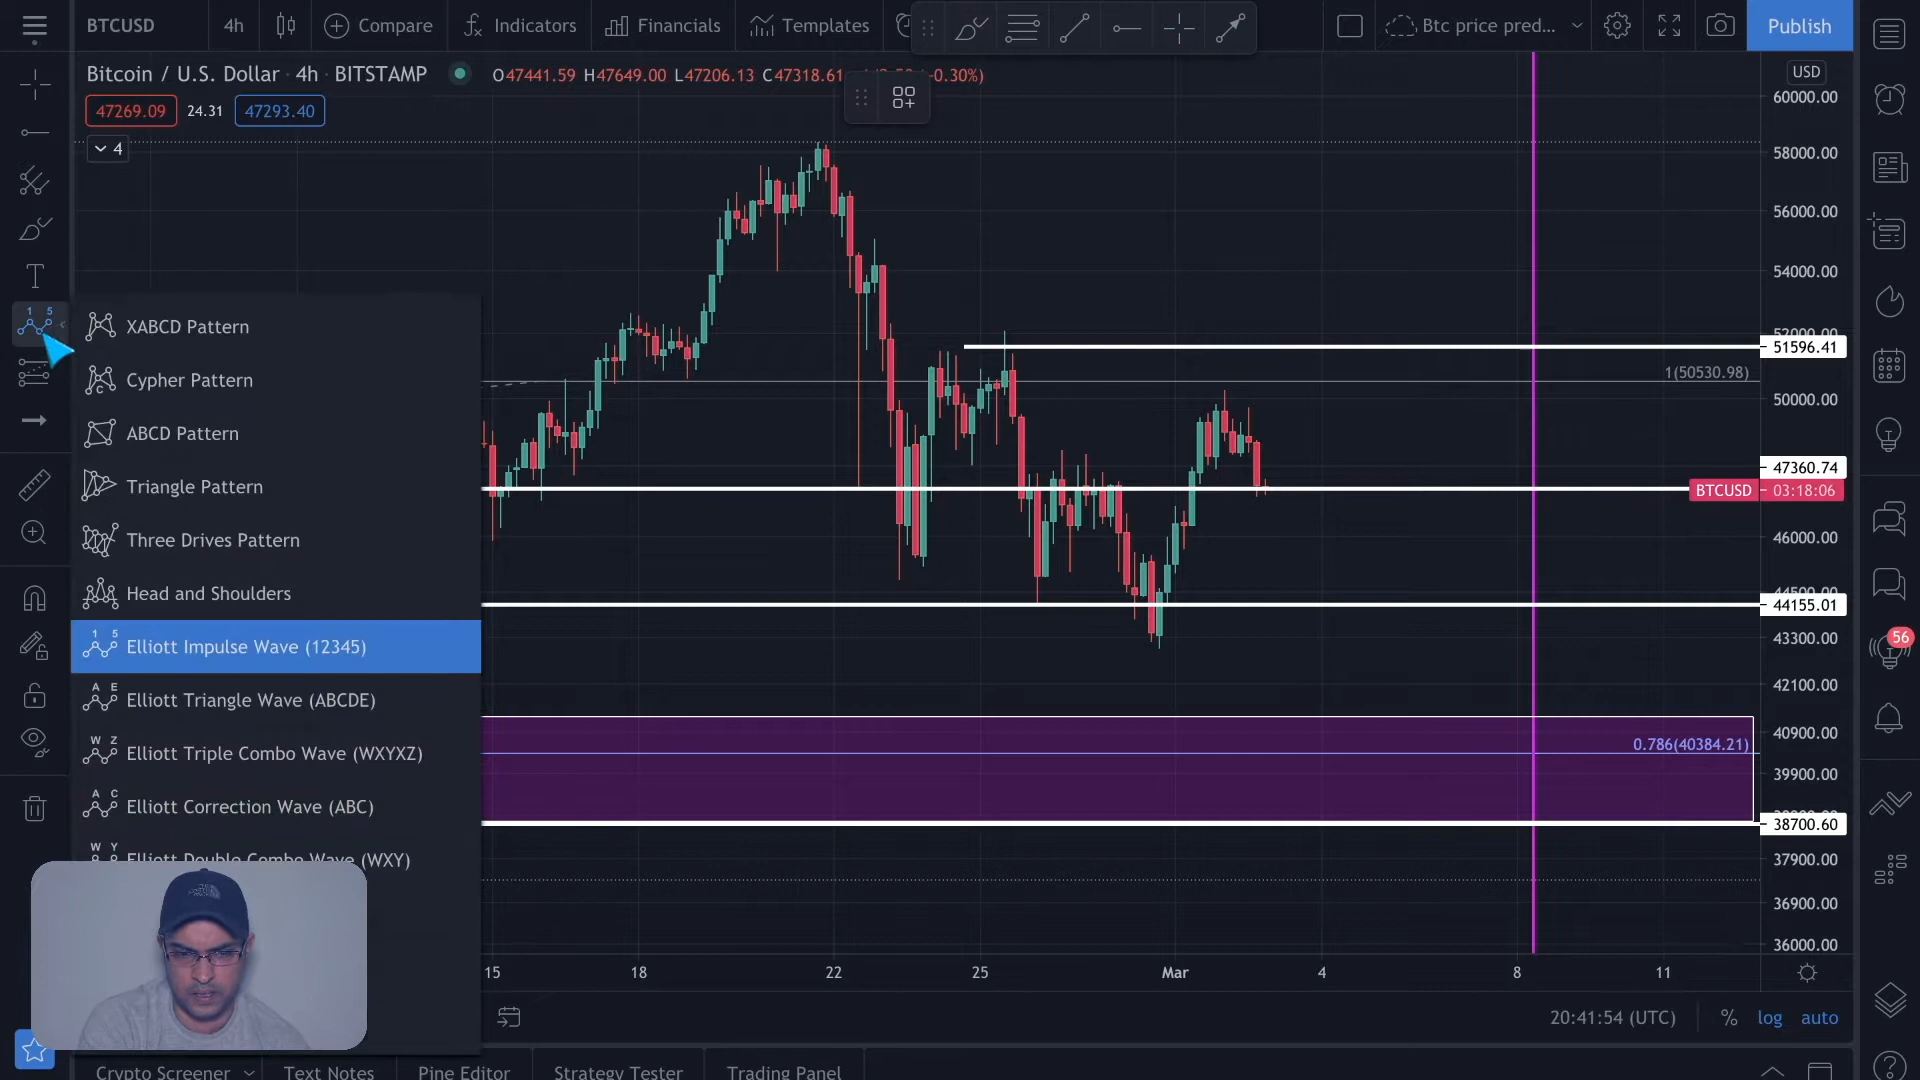 BTCUSD 4h Compare Indicators Financials Templates Btc price pred... Publish
Bitcoin / U.S. Dollar · 4h · BITSTAMP O47441.59 H47649.00 L47206.13 C47318.61 -0.30%) USD
47269.09 24.31 47293.40
4
60000.00
58000.00
56000.00
54000.00
52000.00
51596.41
1(50530.98)
50000.00
47360.74
BTCUSD 03:18:06
46000.00
44155.01
43300.00
42100.00
40900.00
0.786(40384.21)
39900.00
38700.60
37900.00
36900.00
36000.00
1 5
XABCD Pattern
Cypher Pattern
ABCD Pattern
Triangle Pattern
Three Drives Pattern
Head and Shoulders
1 5 Elliott Impulse Wave (12345)
A E Elliott Triangle Wave (ABCDE)
W Z Elliott Triple Combo Wave (WXYXZ)
A C Elliott Correction Wave (ABC)
W Y Elliott Double Combo Wave (WXY)
56
15 18 22 25 Mar 4 8 11
20:41:54 (UTC) % log auto
Crypto Screener Text Notes Pine Editor Strategy Tester Trading Panel